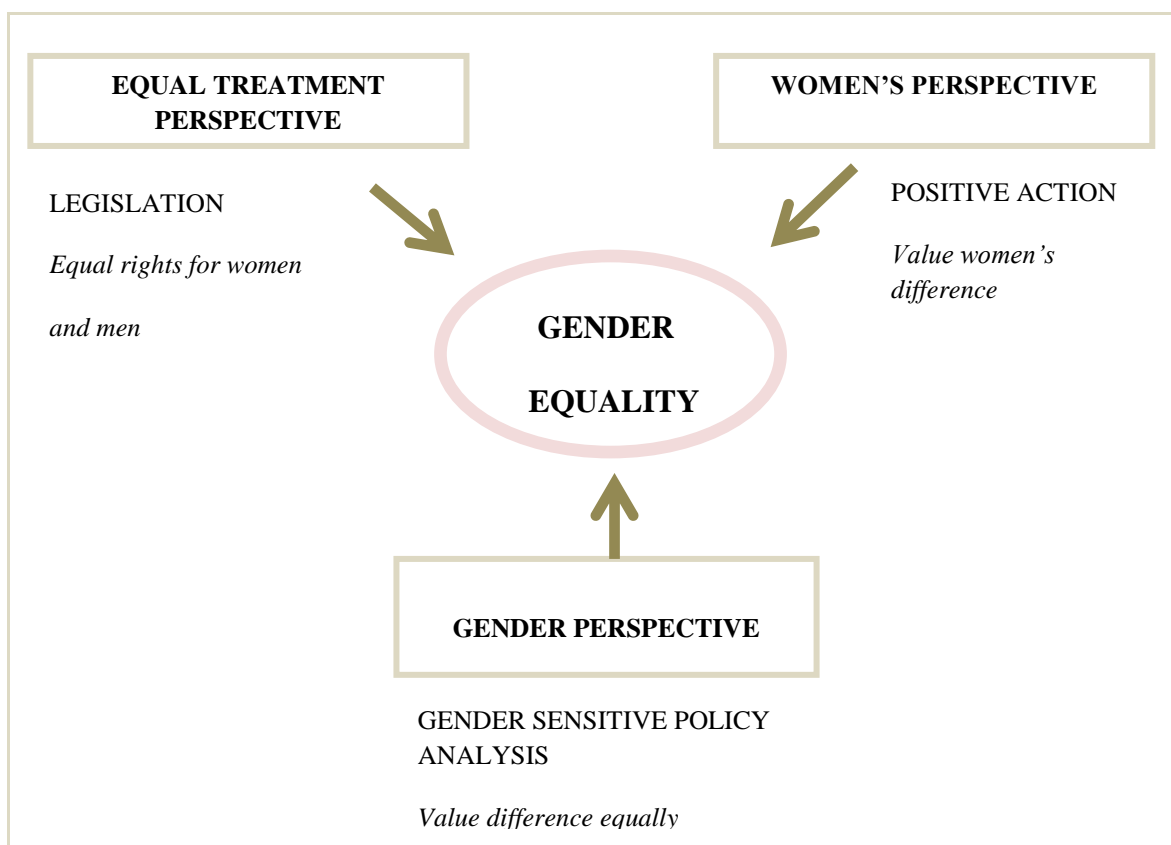 EQUAL TREATMENT
PERSPECTIVE
WOMEN’S PERSPECTIVE
LEGISLATION
Equal rights for women
and men
POSITIVE ACTION
Value women’s
difference
GENDER
EQUALITY
GENDER PERSPECTIVE
GENDER SENSITIVE POLICY
ANALYSIS
Value difference equally